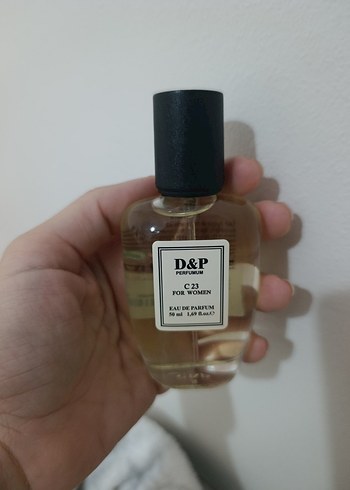 D&P
PERFUMUM
C 23
FOR WOMEN
EAU DE PARFUM
50 ml 1,69 fl.oz.℮